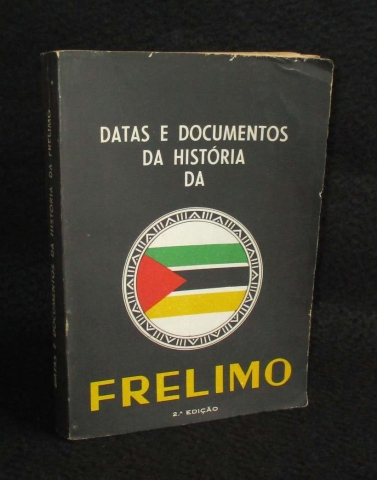 DATAS E DOCUMENTOS
DA HISTÓRIA
DA
FRELIMO
2.ª EDIÇÃO
DATAS E DOCUMENTOS DA HISTÓRIA DA FRELIMO